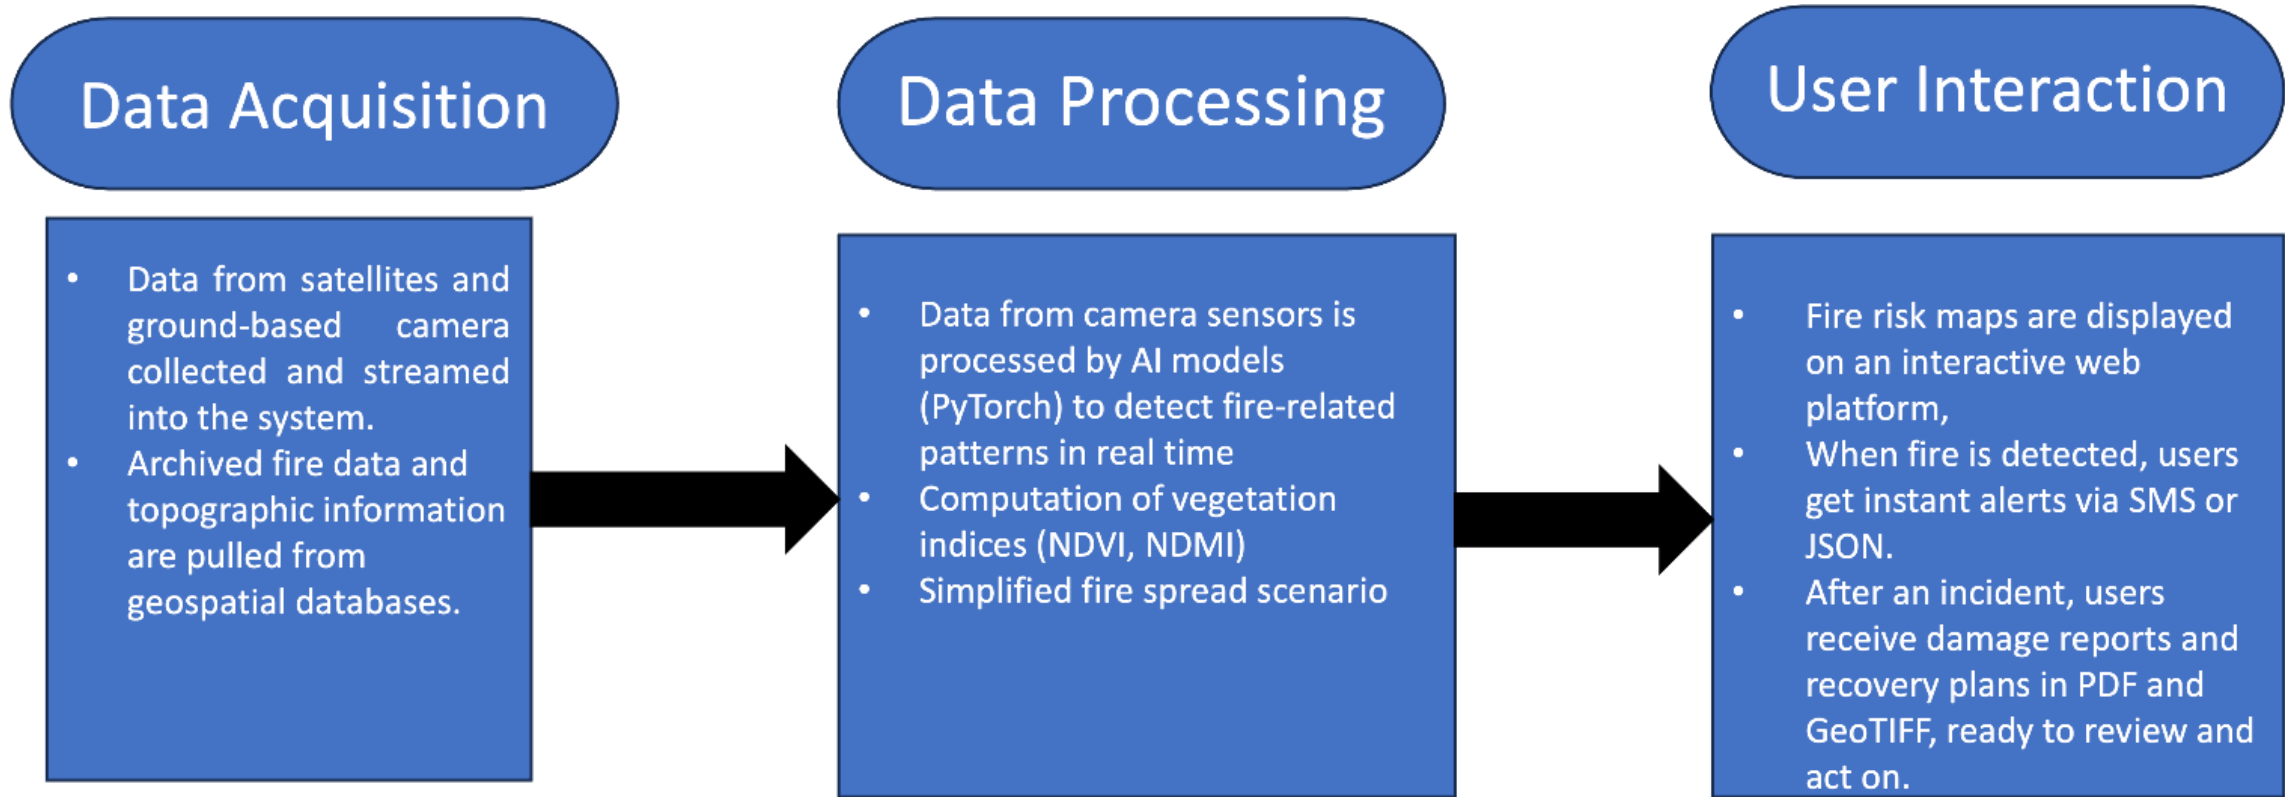 Data Acquisition
• Data from satellites and
ground-based camera
collected and streamed
into the system.
• Archived fire data and
topographic information
are pulled from
geospatial databases.
Data Processing
• Data from camera sensors is
processed by AI models
(PyTorch) to detect fire-related
patterns in real time
• Computation of vegetation
indices (NDVI, NDMI)
• Simplified fire spread scenario
User Interaction
• Fire risk maps are displayed
on an interactive web
platform,
• When fire is detected, users
get instant alerts via SMS or
JSON.
• After an incident, users
receive damage reports and
recovery plans in PDF and
GeoTIFF, ready to review and
act on.